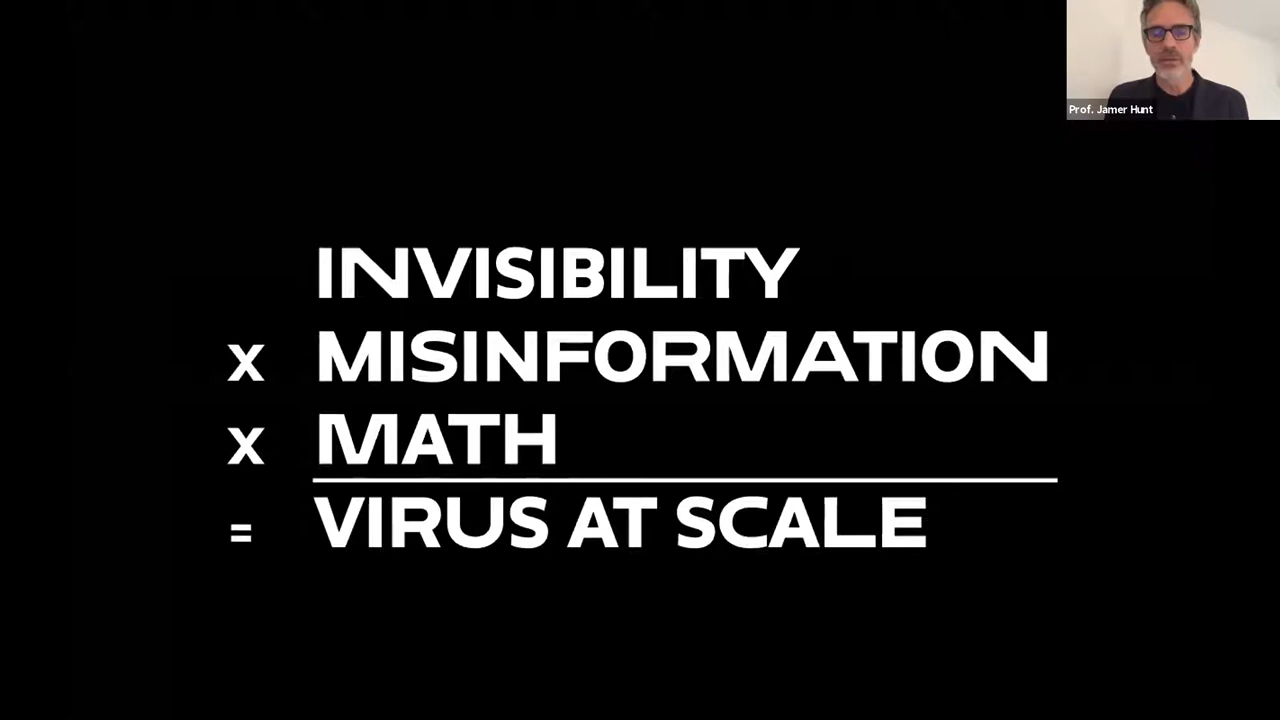 Prof. Jamer Hunt
INVISIBILITY
x MISINFORMATION
x MATH
= VIRUS AT SCALE